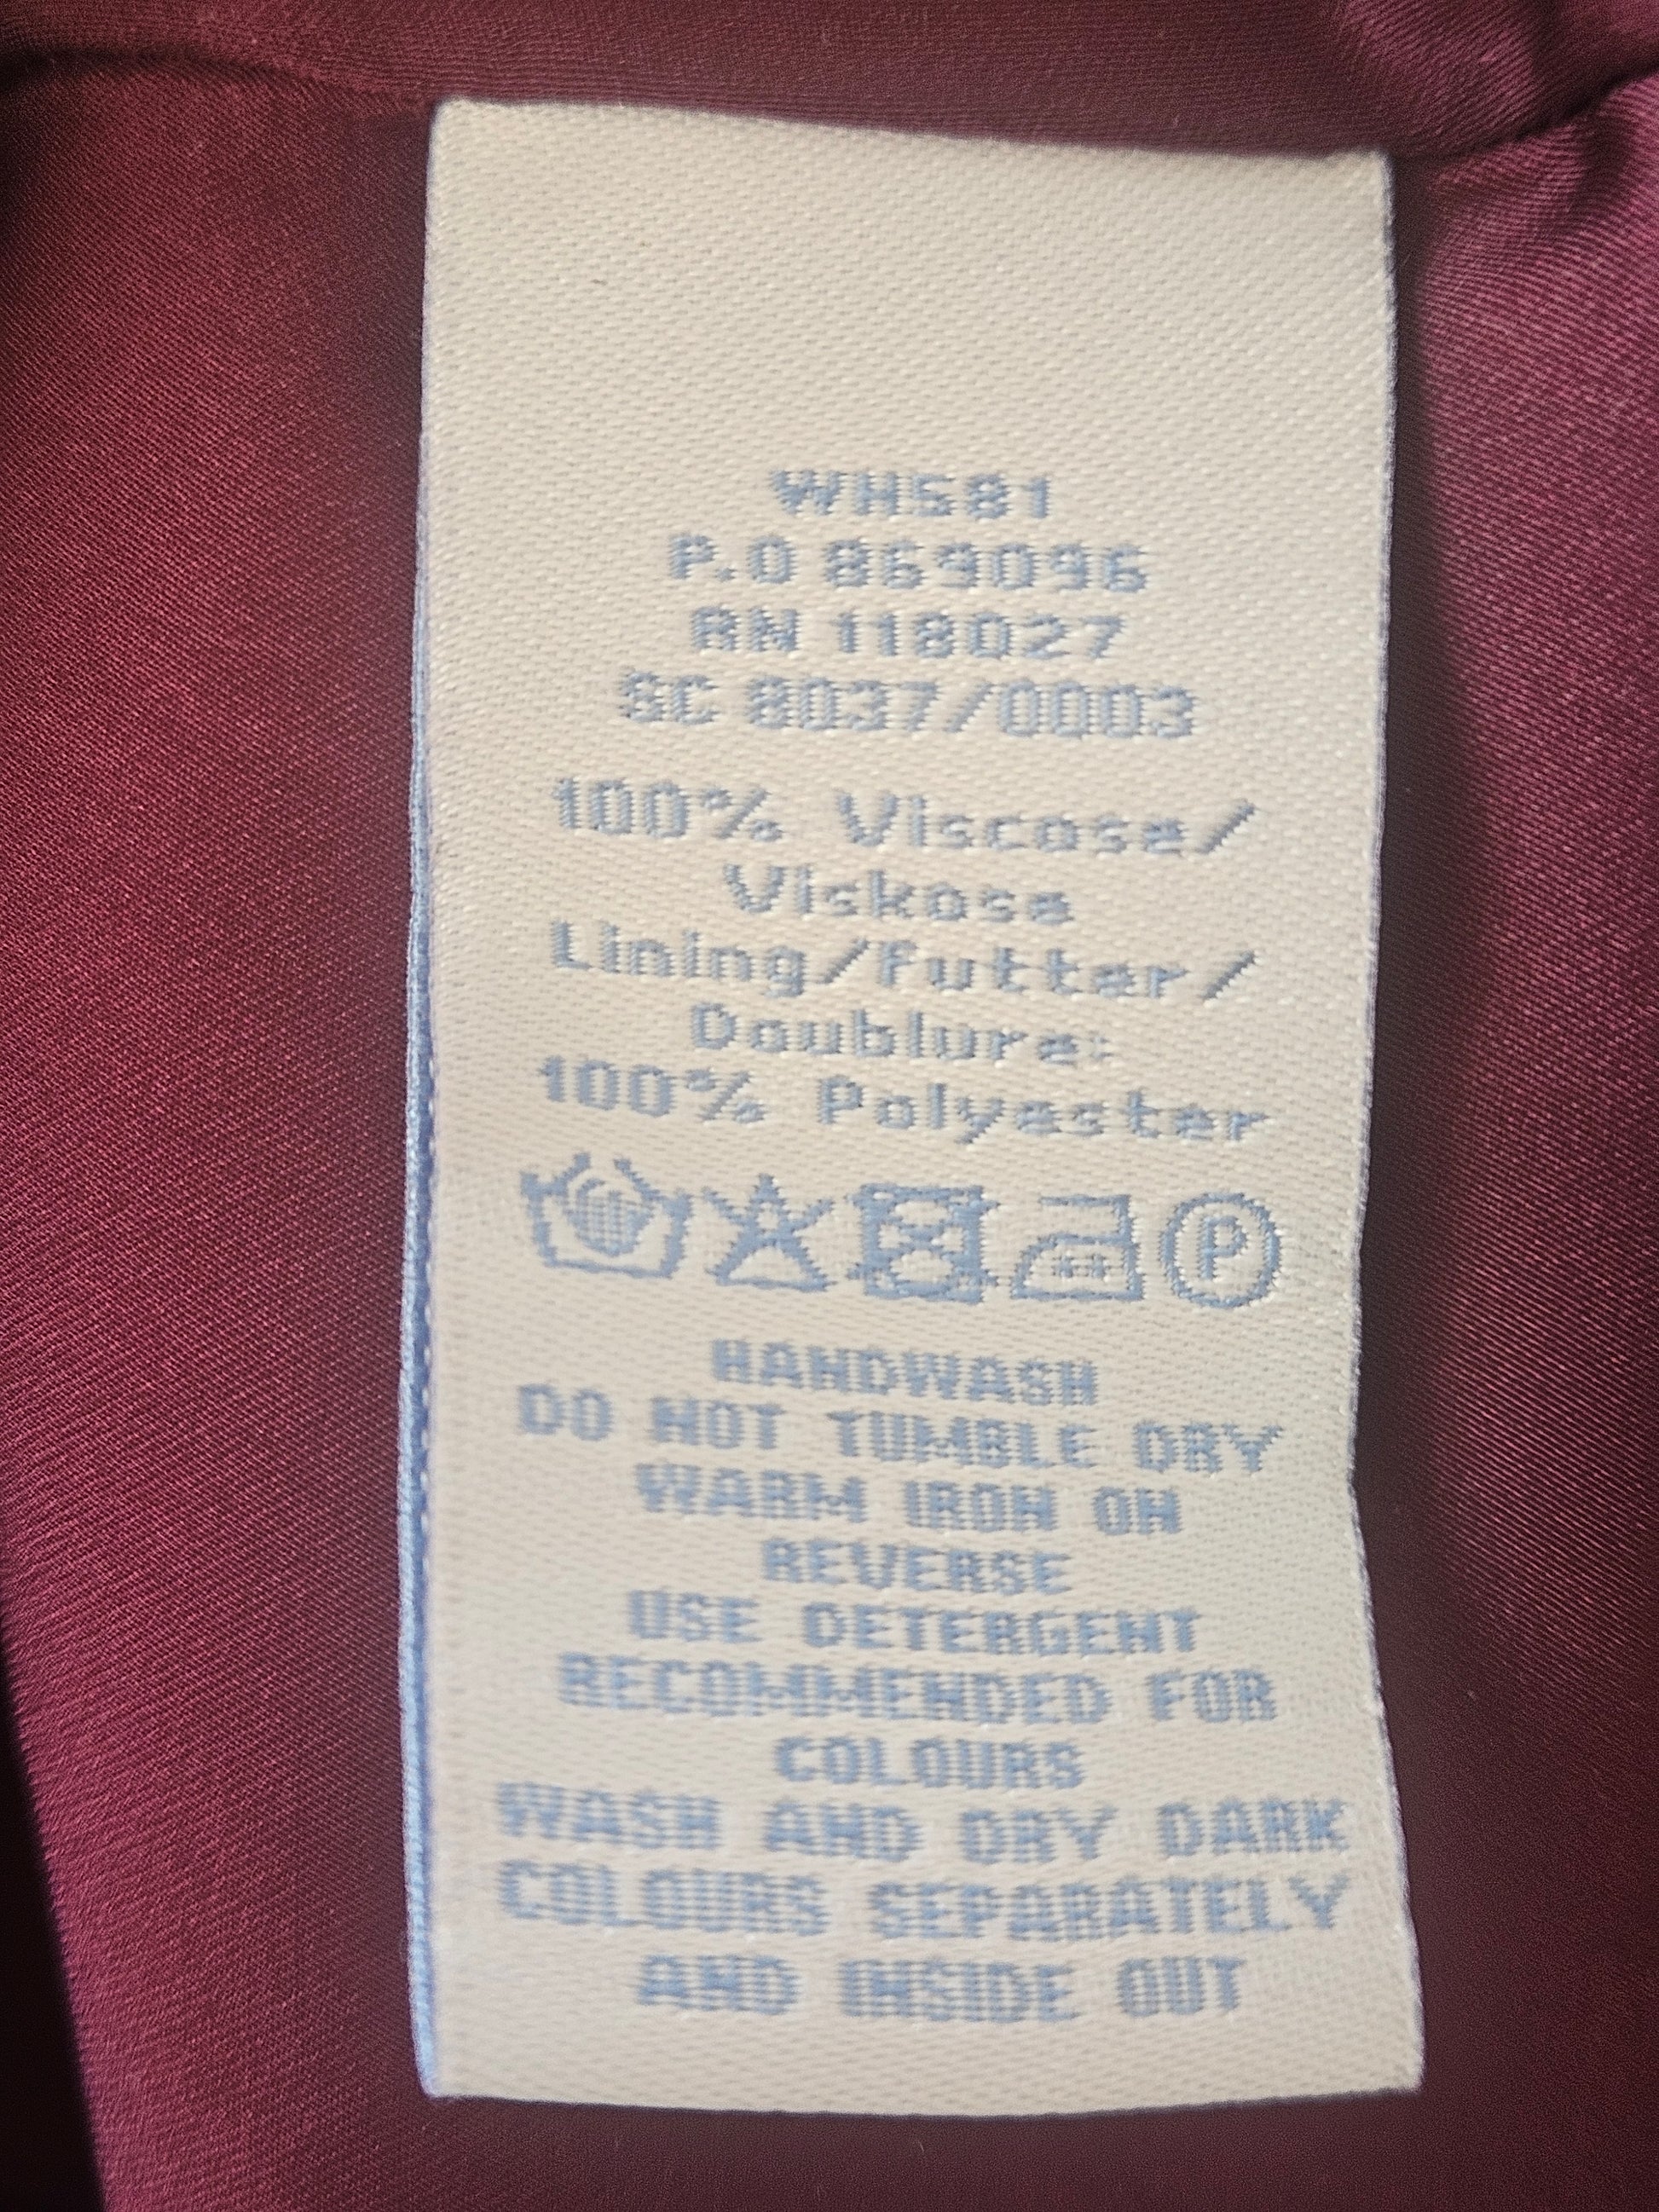 WH581
P.O 869096
RN 118027
SC 8037/0003
100% Viscose/
Viskose
Lining/Futter/
Doublure:
100% Polyester
P
HANDWASH
DO NOT TUMBLE DRY
WARM IRON ON
REVERSE
USE DETERGENT
RECOMMENDED FOR
COLOURS
WASH AND DRY DARK
COLOURS SEPARATELY
AND INSIDE OUT